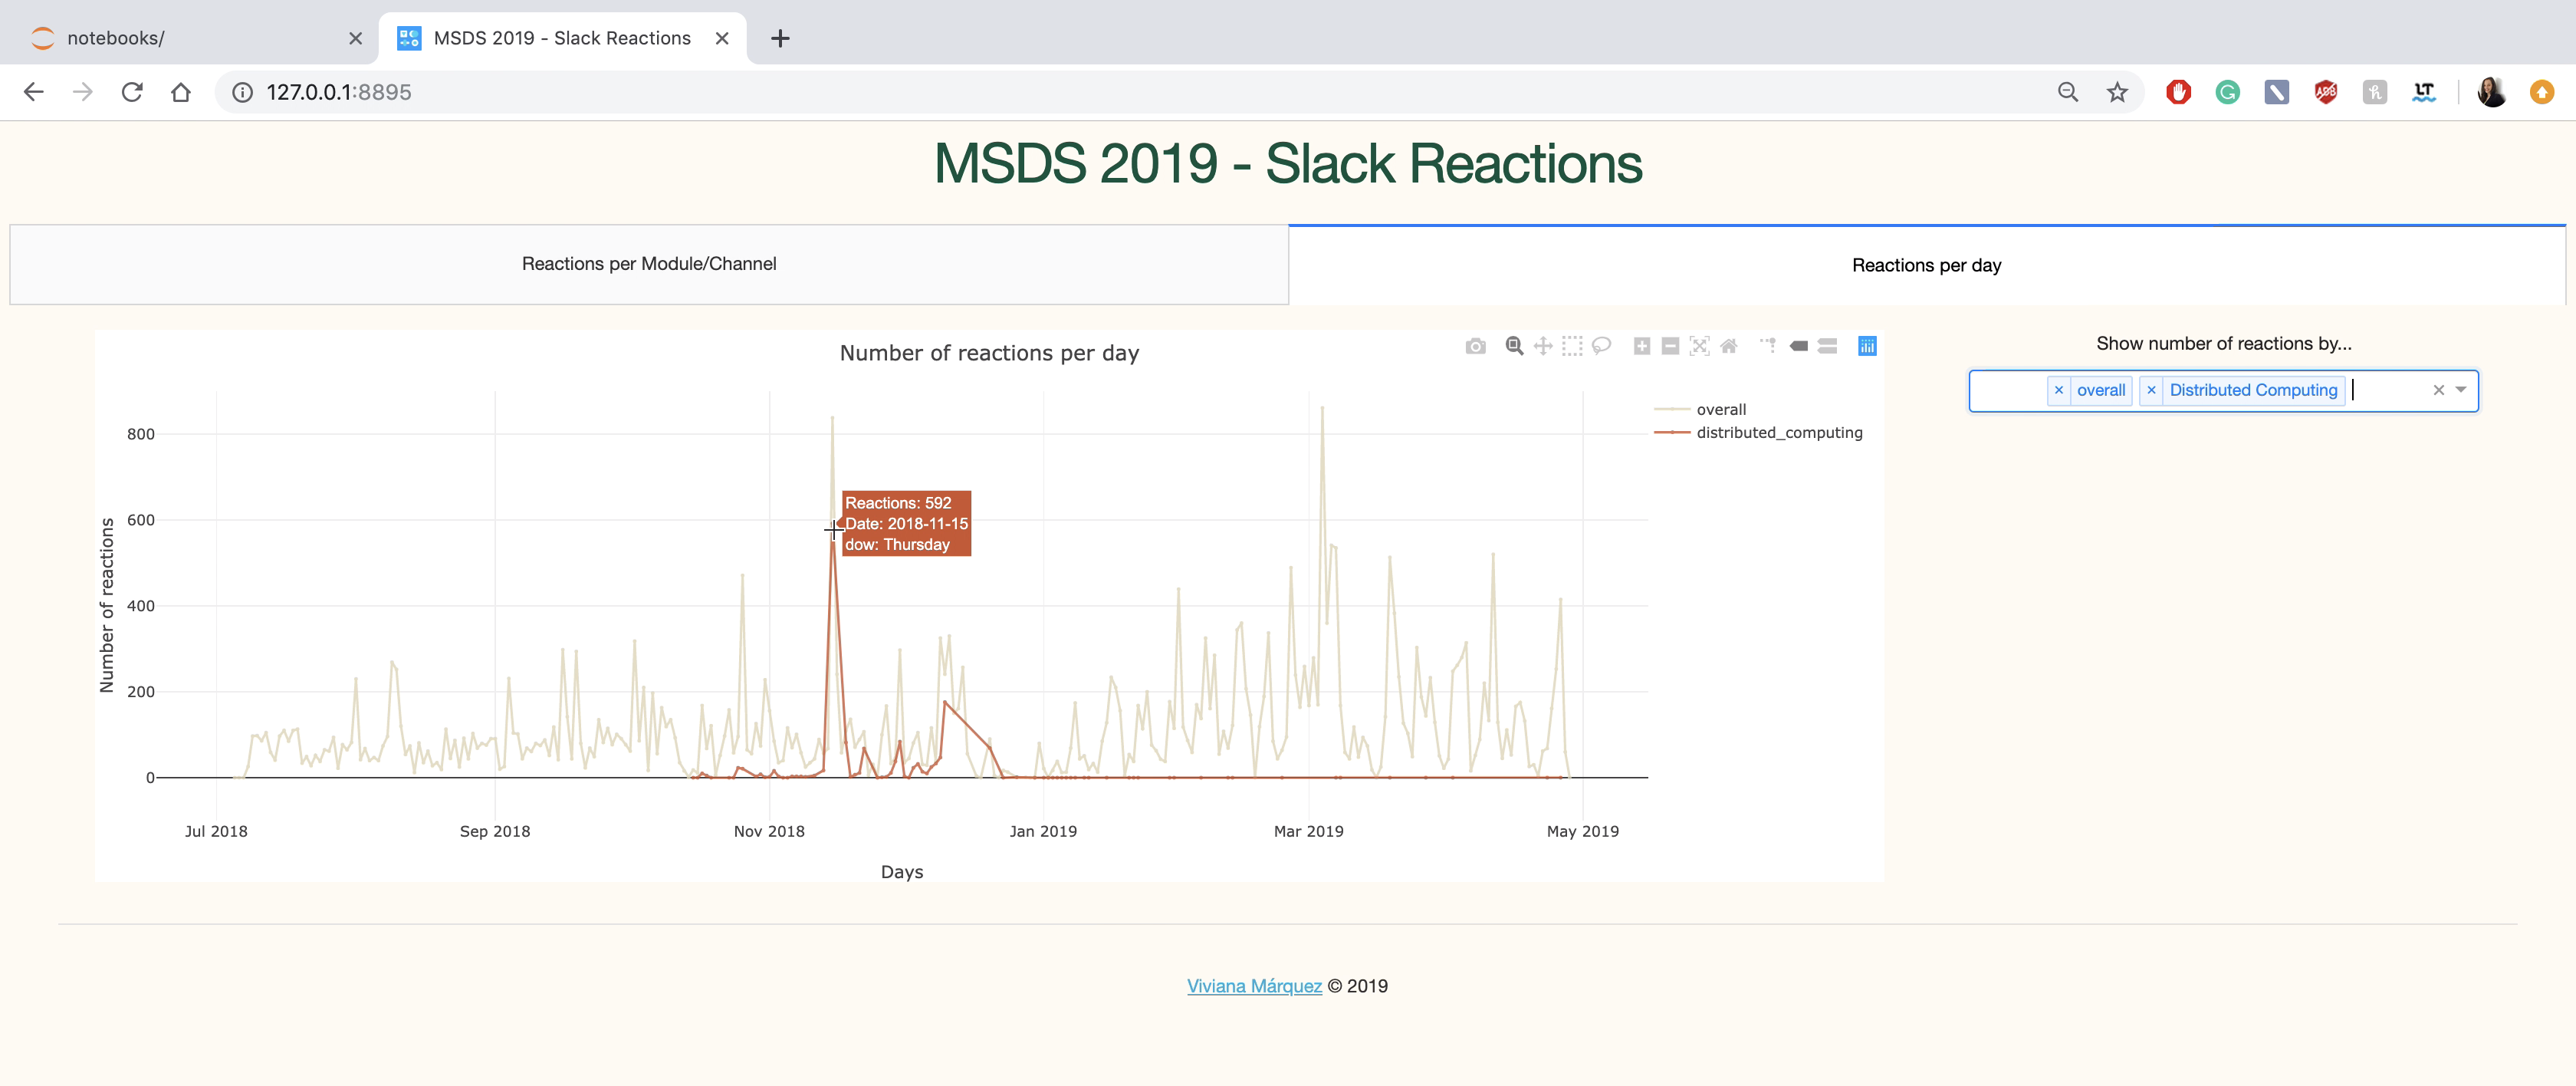 notebooks/
MSDS 2019 - Slack Reactions
127.0.0.1:8895
ABP
h
LT
MSDS 2019 - Slack Reactions
Reactions per Module/Channel
Reactions per day
Number of reactions per day
Show number of reactions by...
× overall × Distributed Computing
overall
distributed_computing
800
600
400
200
0
Number of reactions
Reactions: 592
Date: 2018-11-15
dow: Thursday
Jul 2018
Sep 2018
Nov 2018
Jan 2019
Mar 2019
May 2019
Days
Viviana Márquez © 2019